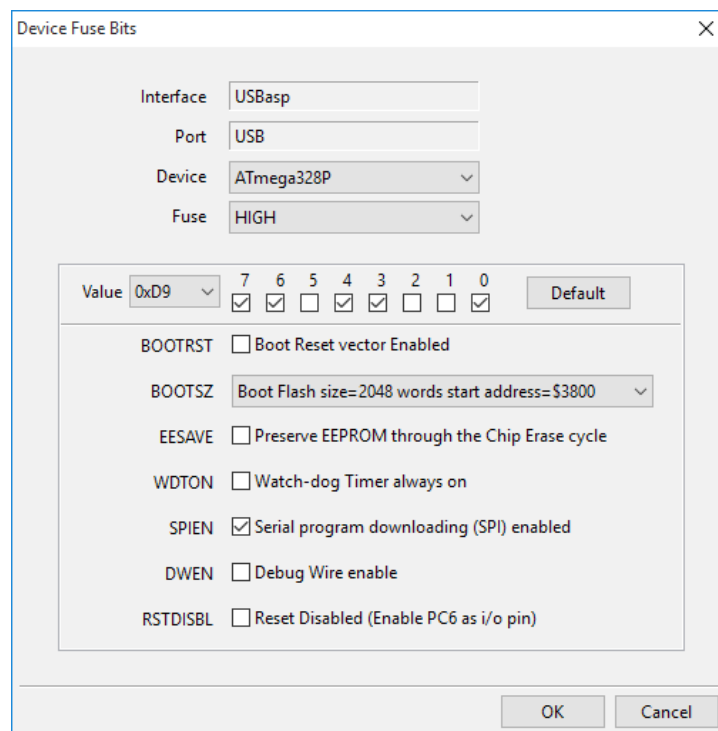 Device Fuse Bits
Interface USBasp
Port USB
Device ATmega328P
Fuse HIGH
Value 0xD9 7 6 5 4 3 2 1 0 Default
BOOTRST Boot Reset vector Enabled
BOOTSZ Boot Flash size=2048 words start address=$3800
EESAVE Preserve EEPROM through the Chip Erase cycle
WDTON Watch-dog Timer always on
SPIEN Serial program downloading (SPI) enabled
DWEN Debug Wire enable
RSTDISBL Reset Disabled (Enable PC6 as i/o pin)
OK Cancel